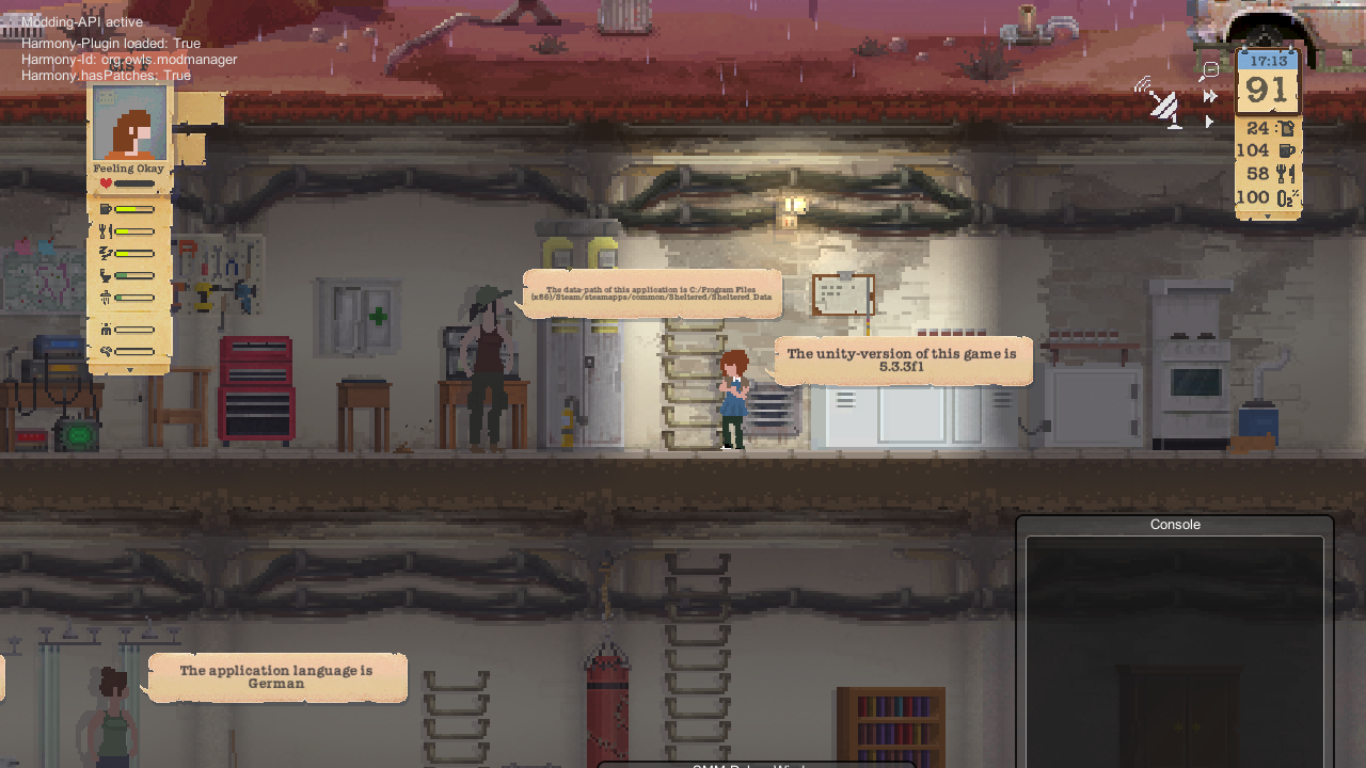 Modding-API active
Harmony-Plugin loaded: True
Harmony-Id: org.owls.modmanager
Harmony.hasPatches: True
17:13
91
24
104
58
100 O₂%
Feeling Okay
The data-path of this application is C:/Program Files
(x86)/Steam/steamapps/common/Sheltered/Sheltered_Data
The unity-version of this game is
5.3.3f1
Console
The application language is
German